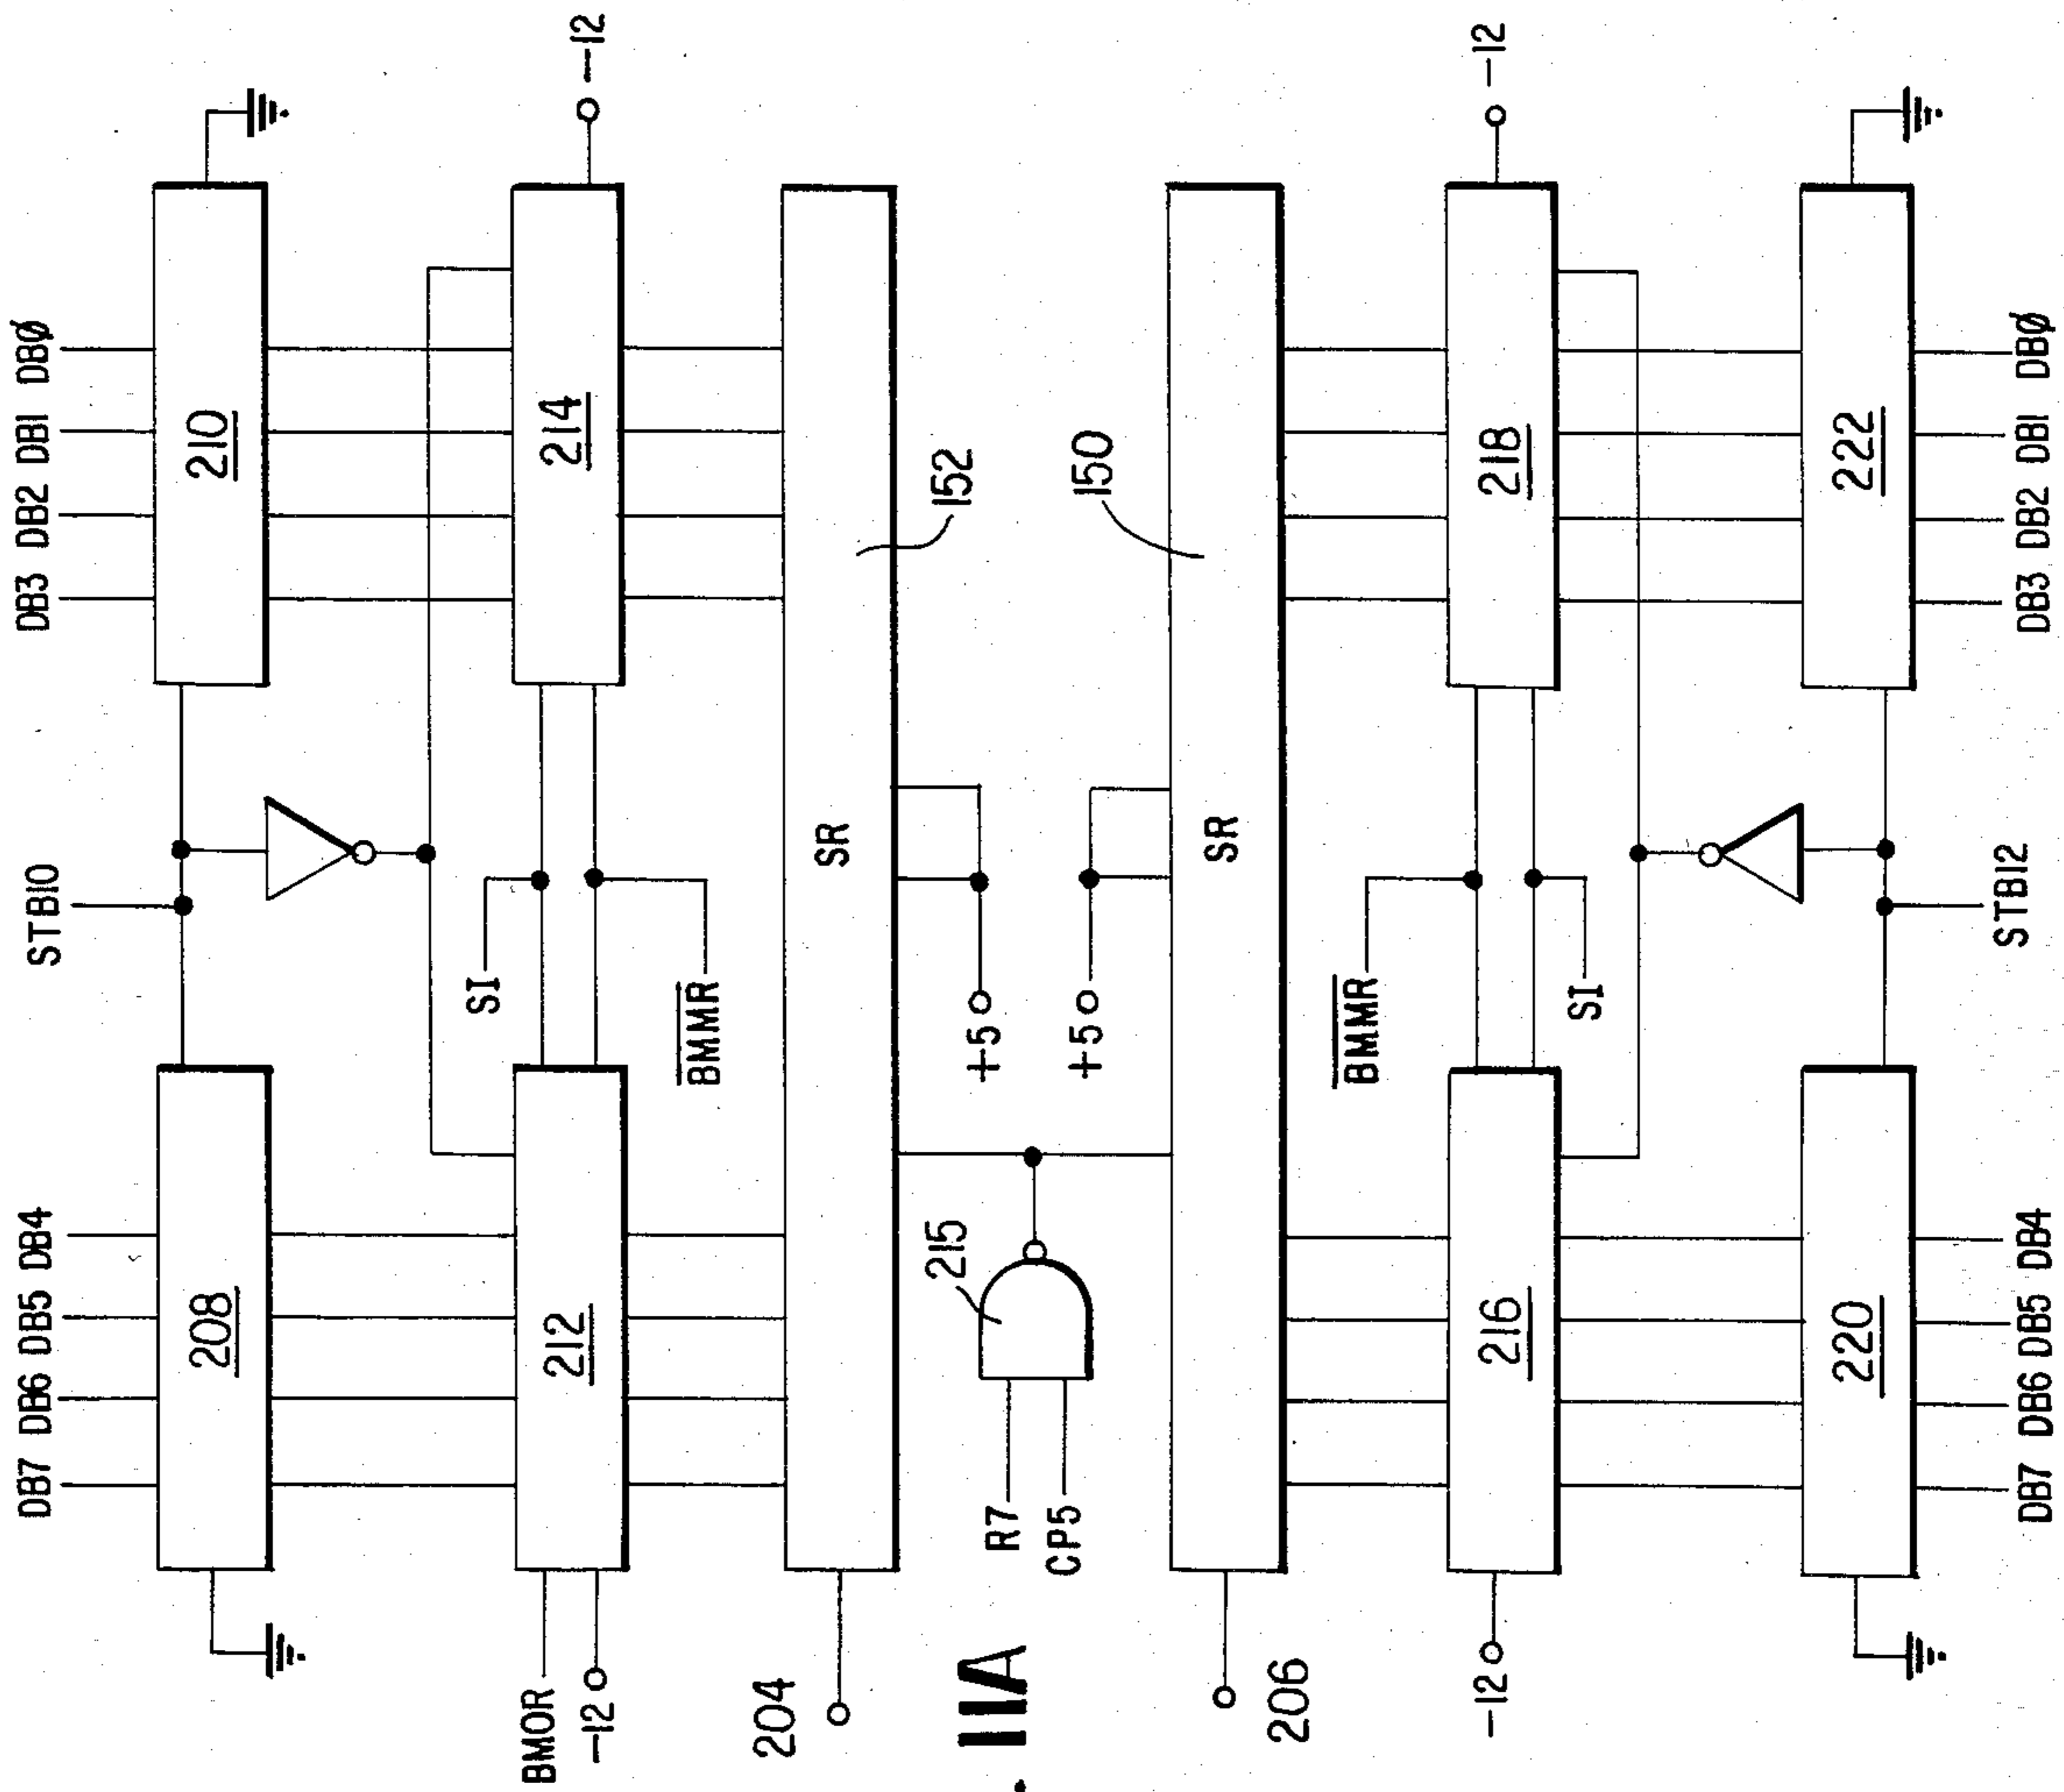 DB7 DB6 DB5 DB4 STB10 DB3 DB2 DB1 DBØ
208 210
SI
BMOR
-12 212 214 -12
BMMR
204 SR 152
+5
215
R7
CP5
+5
150
206 SR
BMMR
-12 216 218 -12
SI
220 222
DB7 DB6 DB5 DB4 STB12 DB3 DB2 DB1 DBØ
. IIA